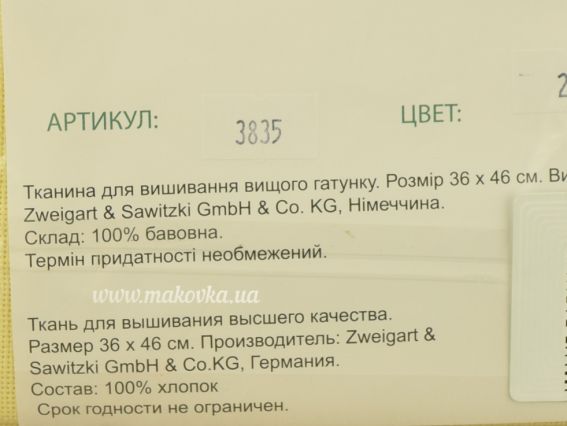 АРТИКУЛ: 3835 ЦВЕТ: 2
Тканина для вишивання вищого гатунку. Розмір 36 х 46 см. Ви
Zweigart & Sawitzki GmbH & Co. KG, Німеччина.
Склад: 100% бавовна.
Термін придатності необмежений.
www.makovka.ua
Ткань для вышивания высшего качества.
Размер 36 х 46 см. Производитель: Zweigart &
Sawitzki GmbH & Co.KG, Германия.
Состав: 100% хлопок
Срок годности не ограничен.